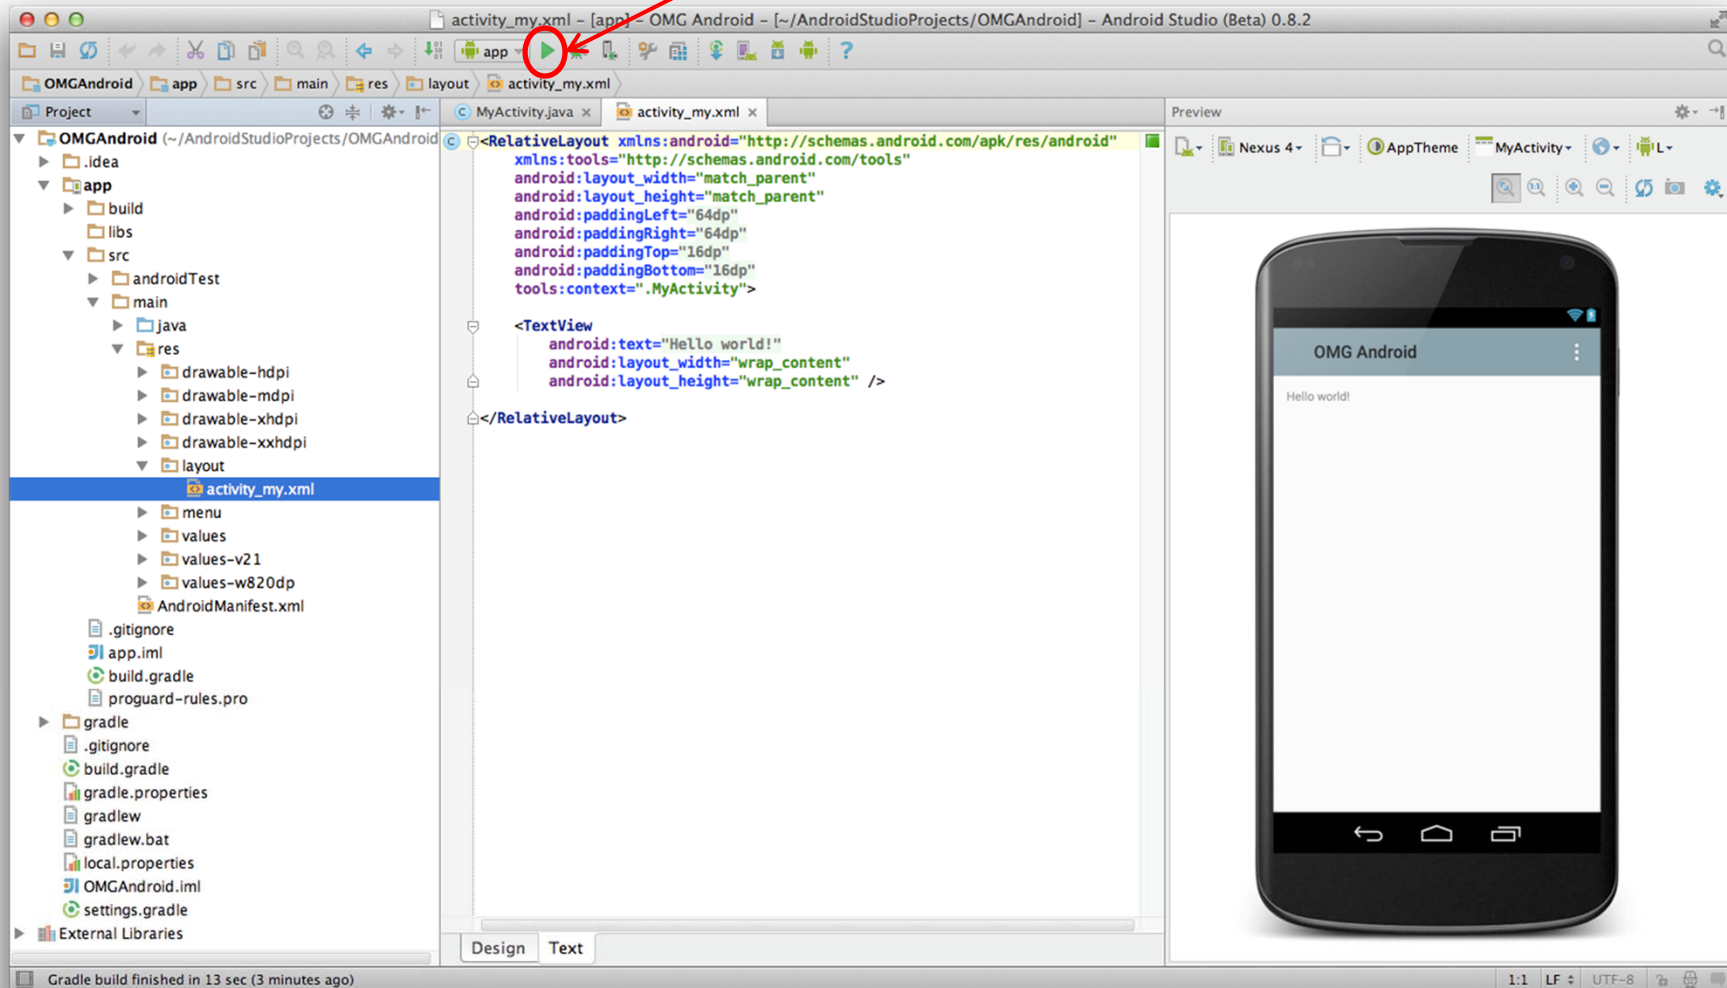 activity_my.xml – [app] – OMG Android – [~/AndroidStudioProjects/OMGAndroid] – Android Studio (Beta) 0.8.2
app
OMGAndroid app src main res layout activity_my.xml
Project
MyActivity.java
activity_my.xml
Preview
OMGAndroid (~/AndroidStudioProjects/OMGAndroid
.idea
app
build
libs
src
androidTest
main
java
res
drawable-hdpi
drawable-mdpi
drawable-xhdpi
drawable-xxhdpi
layout
activity_my.xml
menu
values
values-v21
values-w820dp
AndroidManifest.xml
.gitignore
app.iml
build.gradle
proguard-rules.pro
gradle
.gitignore
build.gradle
gradle.properties
gradlew
gradlew.bat
local.properties
OMGAndroid.iml
settings.gradle
External Libraries
<RelativeLayout xmlns:android="http://schemas.android.com/apk/res/android"
xmlns:tools="http://schemas.android.com/tools"
android:layout_width="match_parent"
android:layout_height="match_parent"
android:paddingLeft="64dp"
android:paddingRight="64dp"
android:paddingTop="16dp"
android:paddingBottom="16dp"
tools:context=".MyActivity">
<TextView
android:text="Hello world!"
android:layout_width="wrap_content"
android:layout_height="wrap_content" />
</RelativeLayout>
Design Text
Nexus 4 AppTheme MyActivity L
1:1
OMG Android
Hello world!
Gradle build finished in 13 sec (3 minutes ago)
1:1 LF UTF-8